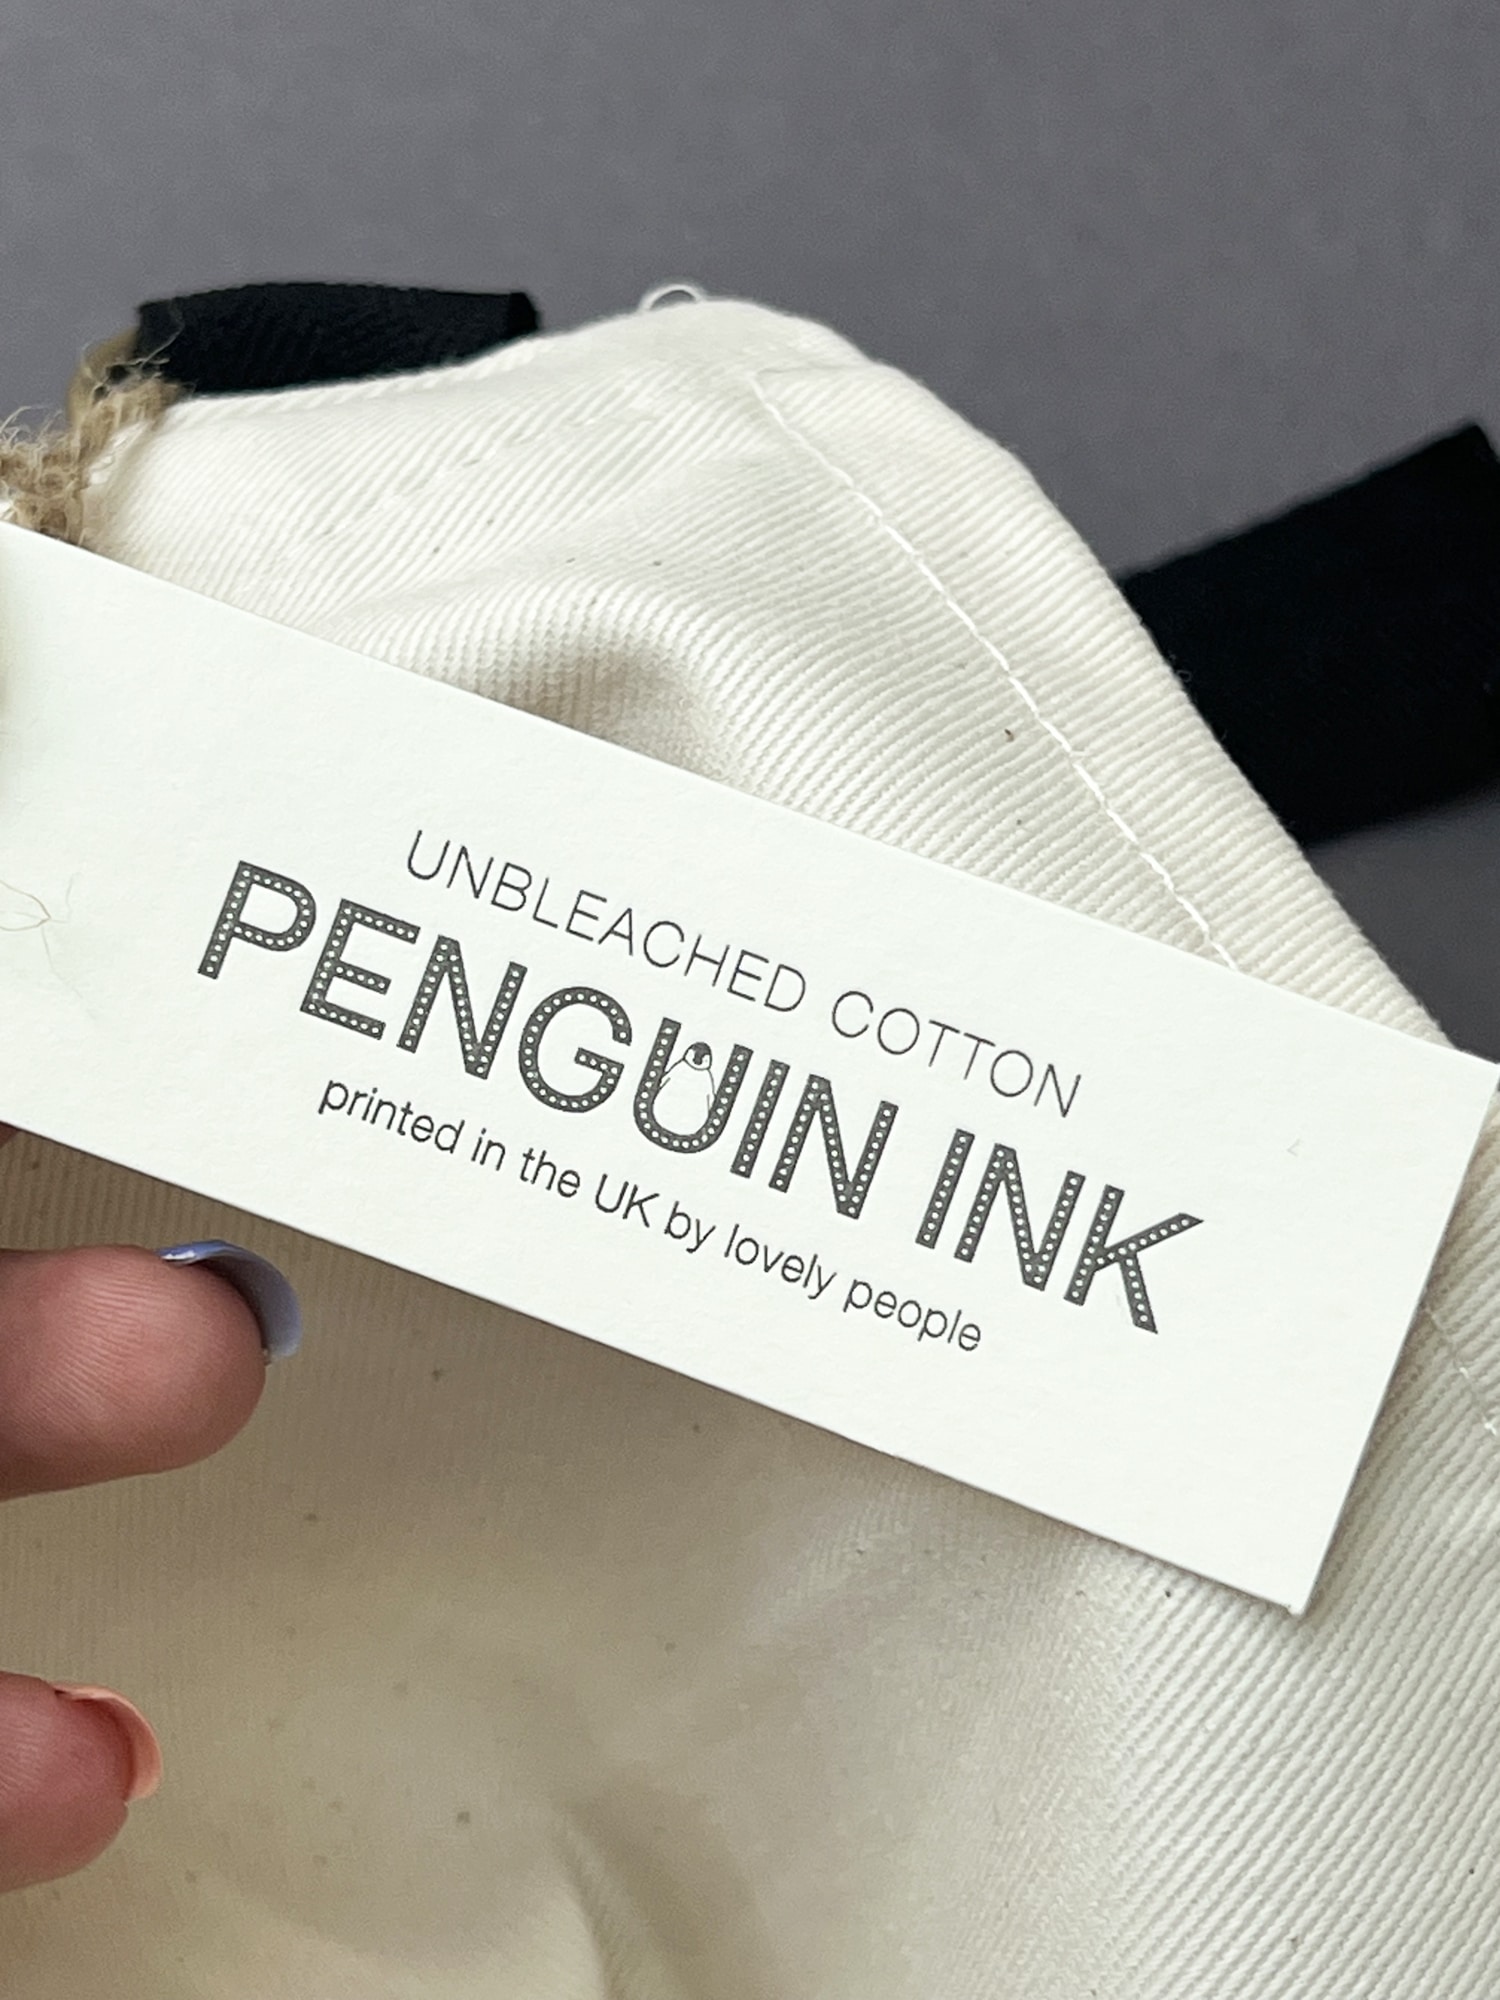 UNBLEACHED COTTON
PENGUIN INK
printed in the UK by lovely people